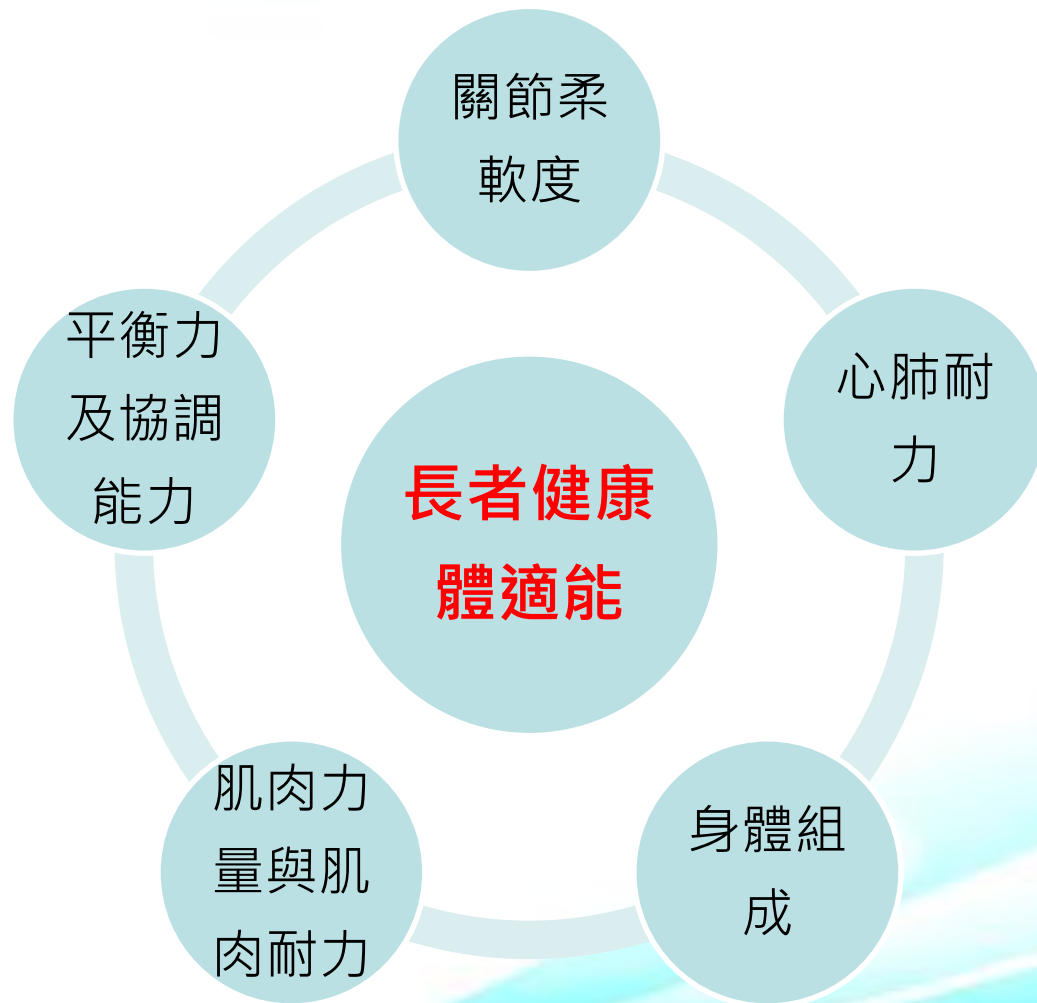 關節柔
軟度
心肺耐
力
身體組
成
肌肉力
量與肌
肉耐力
平衡力
及協調
能力
長者健康
體適能